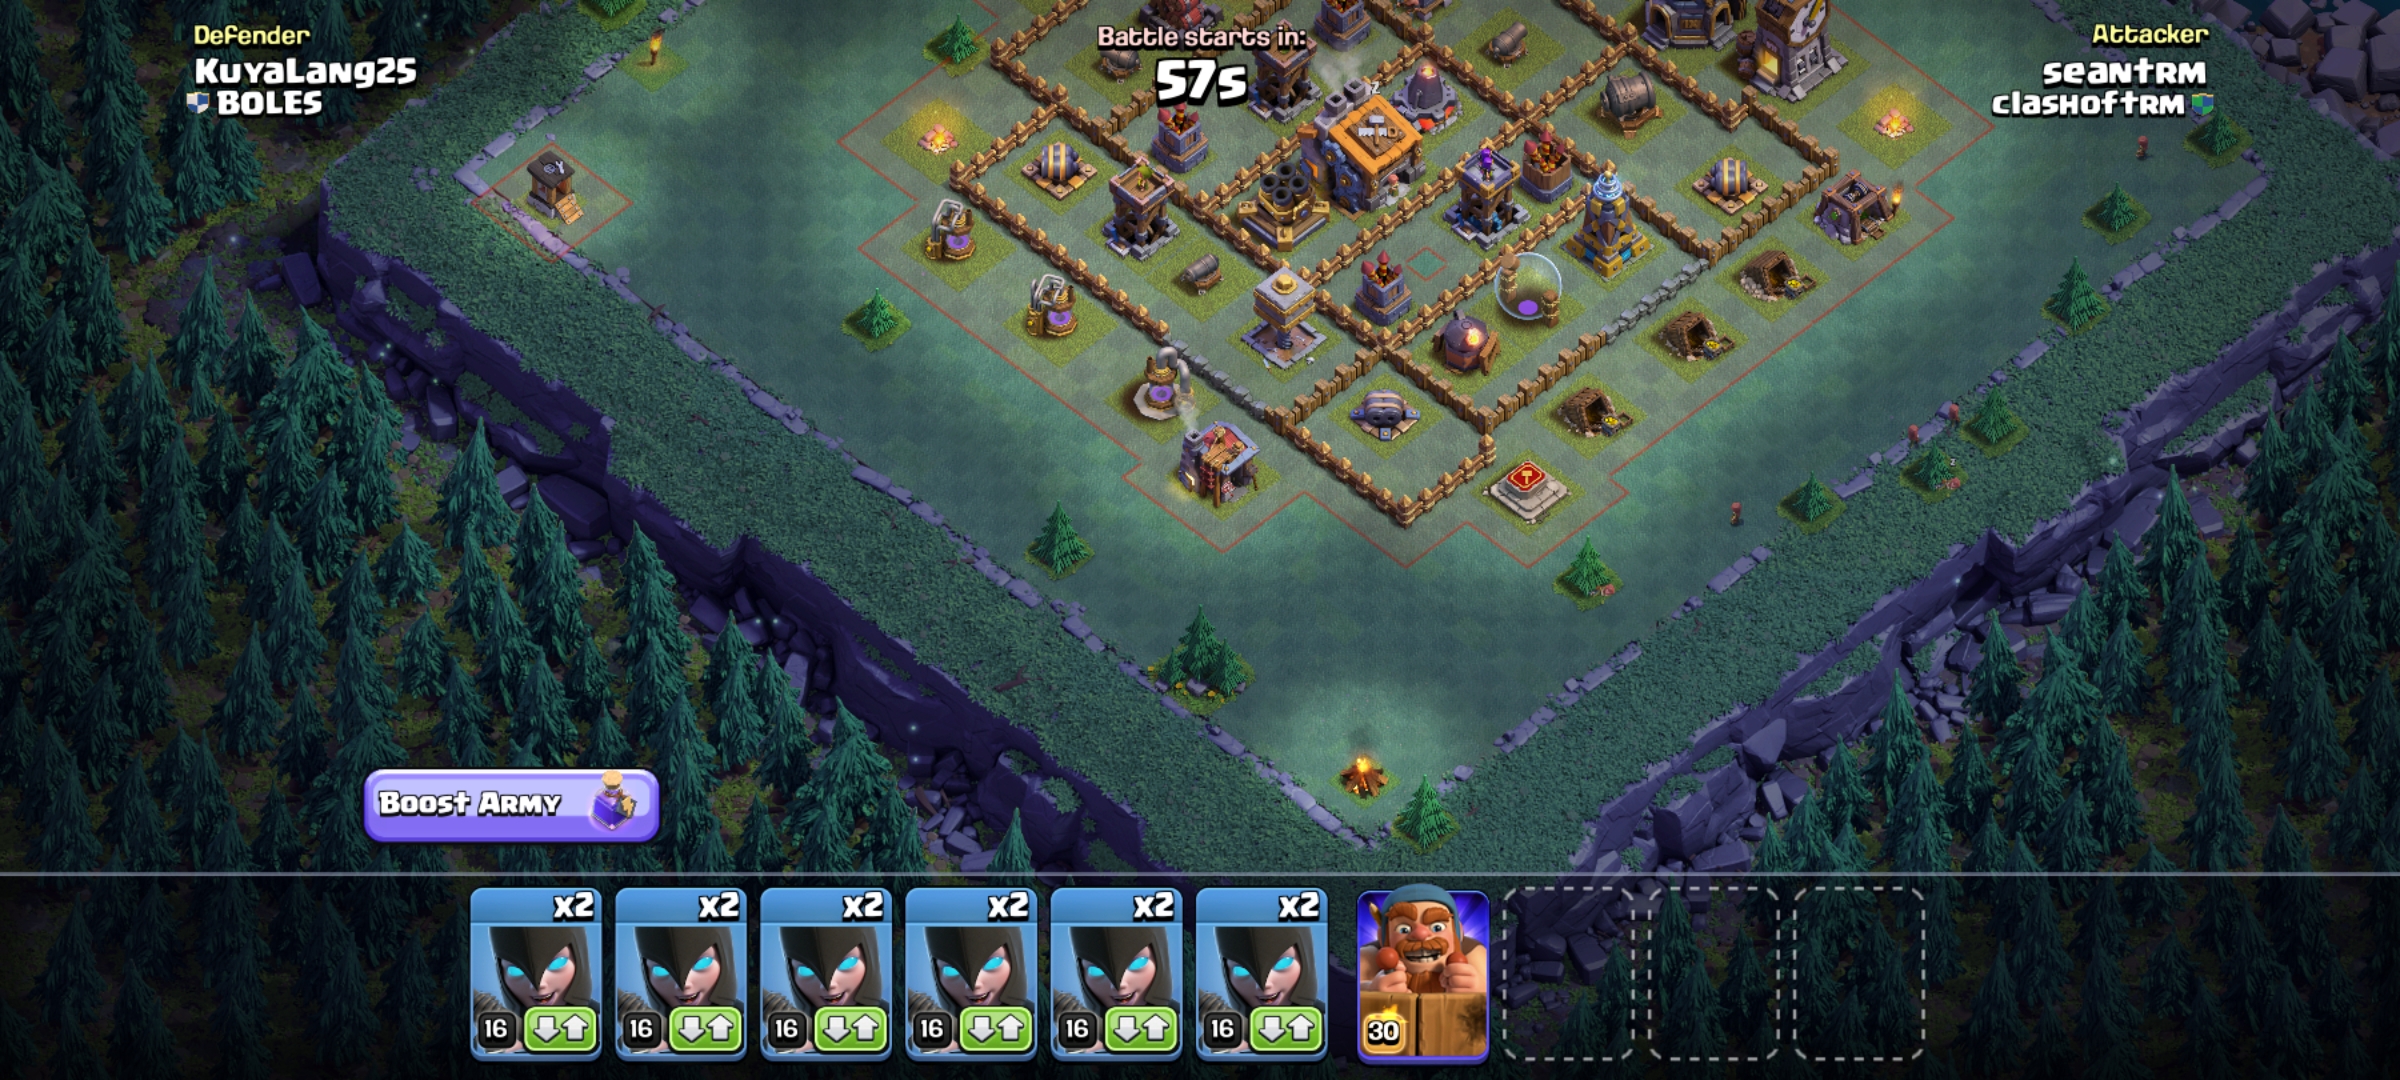 Defender
KuyaLang25
BOLES
Battle starts in:
57s
Attacker
seantRM
clashoftRM
Boost Army
x2
x2
x2
x2
x2
x2
16
16
16
16
16
16
30